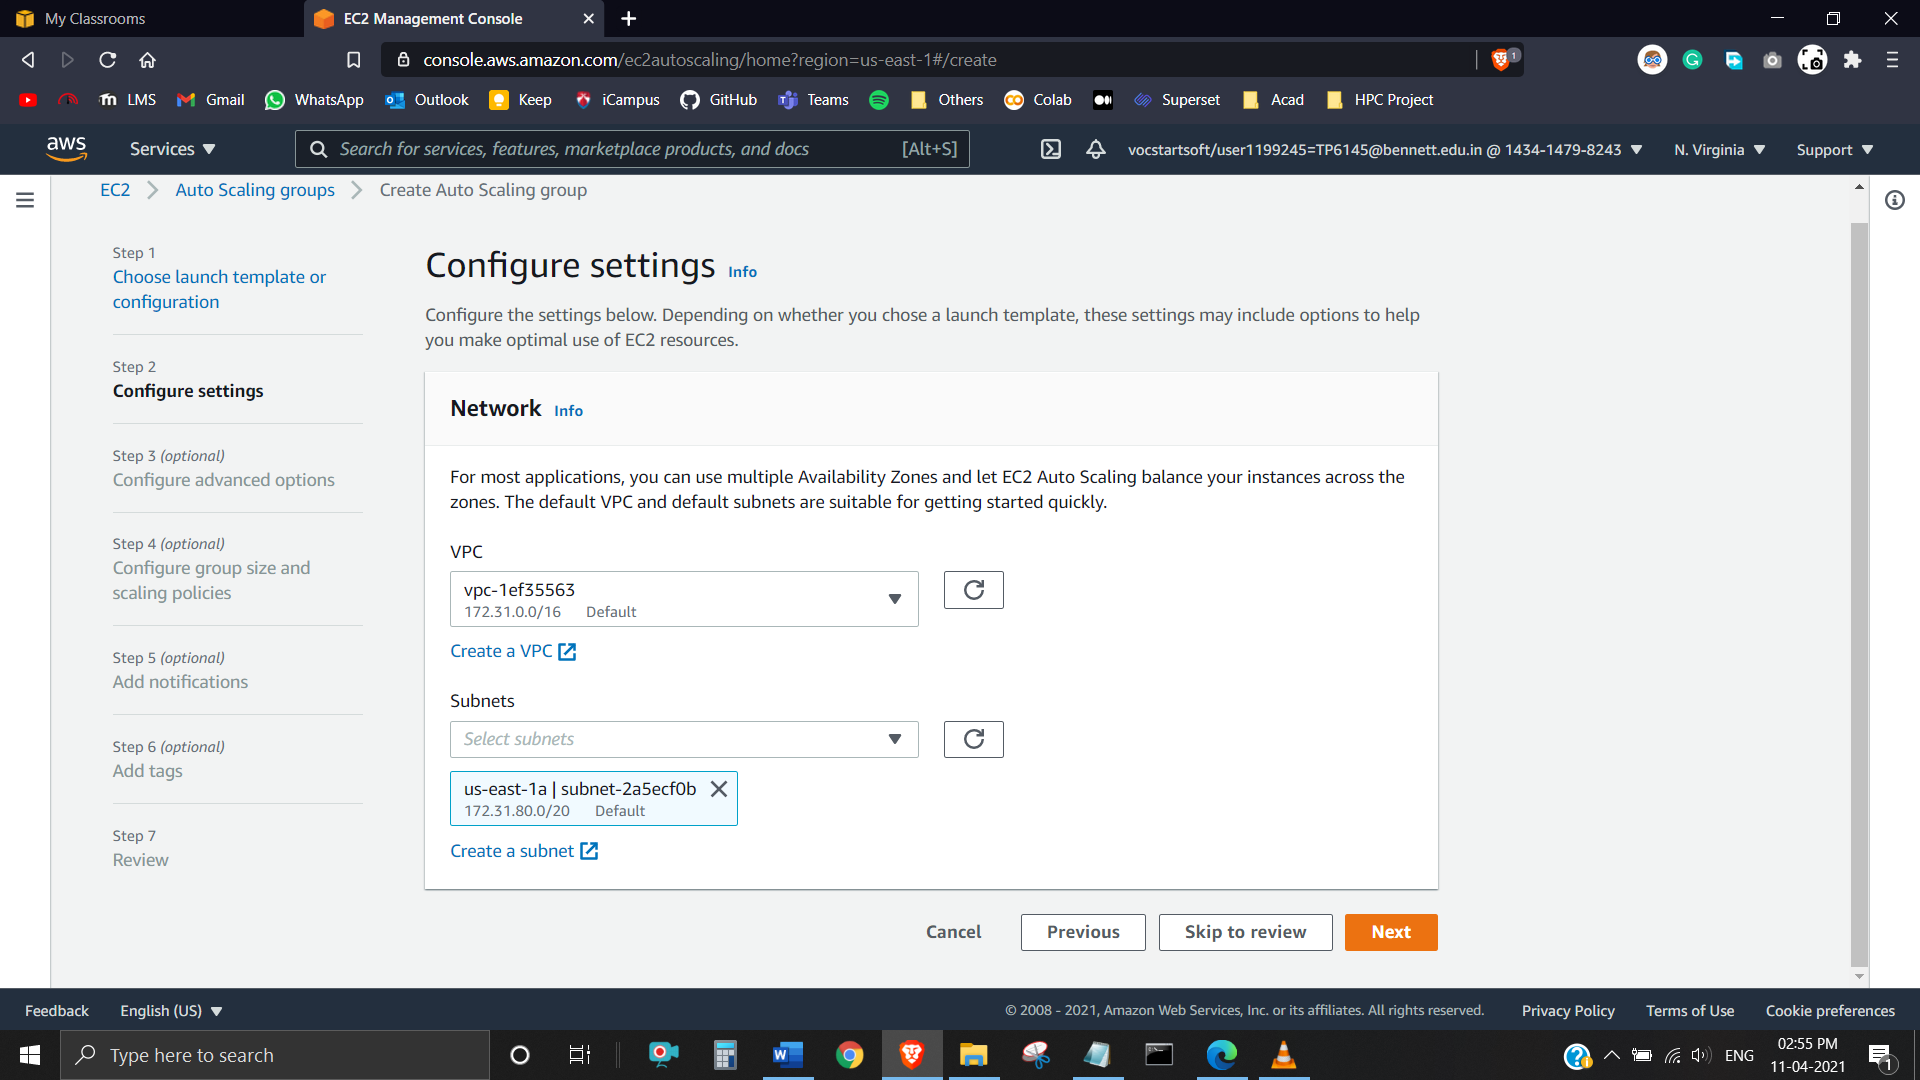 My Classrooms
EC2 Management Console
console.aws.amazon.com/ec2autoscaling/home?region=us-east-1#/create
1
LMS
Gmail
WhatsApp
Outlook
Keep
iCampus
GitHub
Teams
Others
Colab
Superset
Acad
HPC Project
aws
Services
Search for services, features, marketplace products, and docs
[Alt+S]
vocstartsoft/user1199245=TP6145@bennett.edu.in @ 1434-1479-8243
N. Virginia
Support
EC2
Auto Scaling groups
Create Auto Scaling group
Step 1
Choose launch template or
configuration
Step 2
Configure settings
Step 3 (optional)
Configure advanced options
Step 4 (optional)
Configure group size and
scaling policies
Step 5 (optional)
Add notifications
Step 6 (optional)
Add tags
Step 7
Review
Configure settings Info
Configure the settings below. Depending on whether you chose a launch template, these settings may include options to help
you make optimal use of EC2 resources.
Network Info
For most applications, you can use multiple Availability Zones and let EC2 Auto Scaling balance your instances across the
zones. The default VPC and default subnets are suitable for getting started quickly.
VPC
vpc-1ef35563
172.31.0.0/16 Default
Create a VPC
Subnets
Select subnets
us-east-1a | subnet-2a5ecf0b
172.31.80.0/20 Default
Create a subnet
Cancel
Previous
Skip to review
Next
Feedback
English (US)
© 2008 - 2021, Amazon Web Services, Inc. or its affiliates. All rights reserved.
Privacy Policy
Terms of Use
Cookie preferences
Type here to search
ENG
02:55 PM
11-04-2021
1